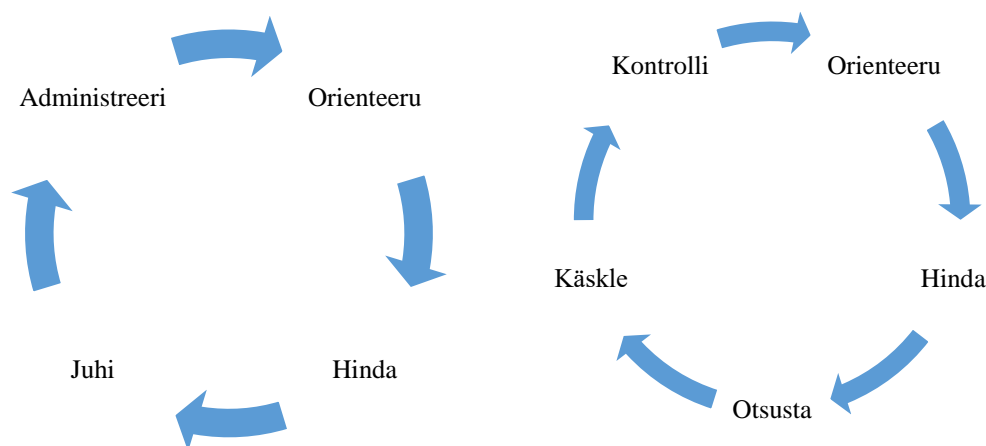 Administreeri
Orienteeru
Hinda
Juhi
Kontrolli
Orienteeru
Hinda
Otsusta
Käskle